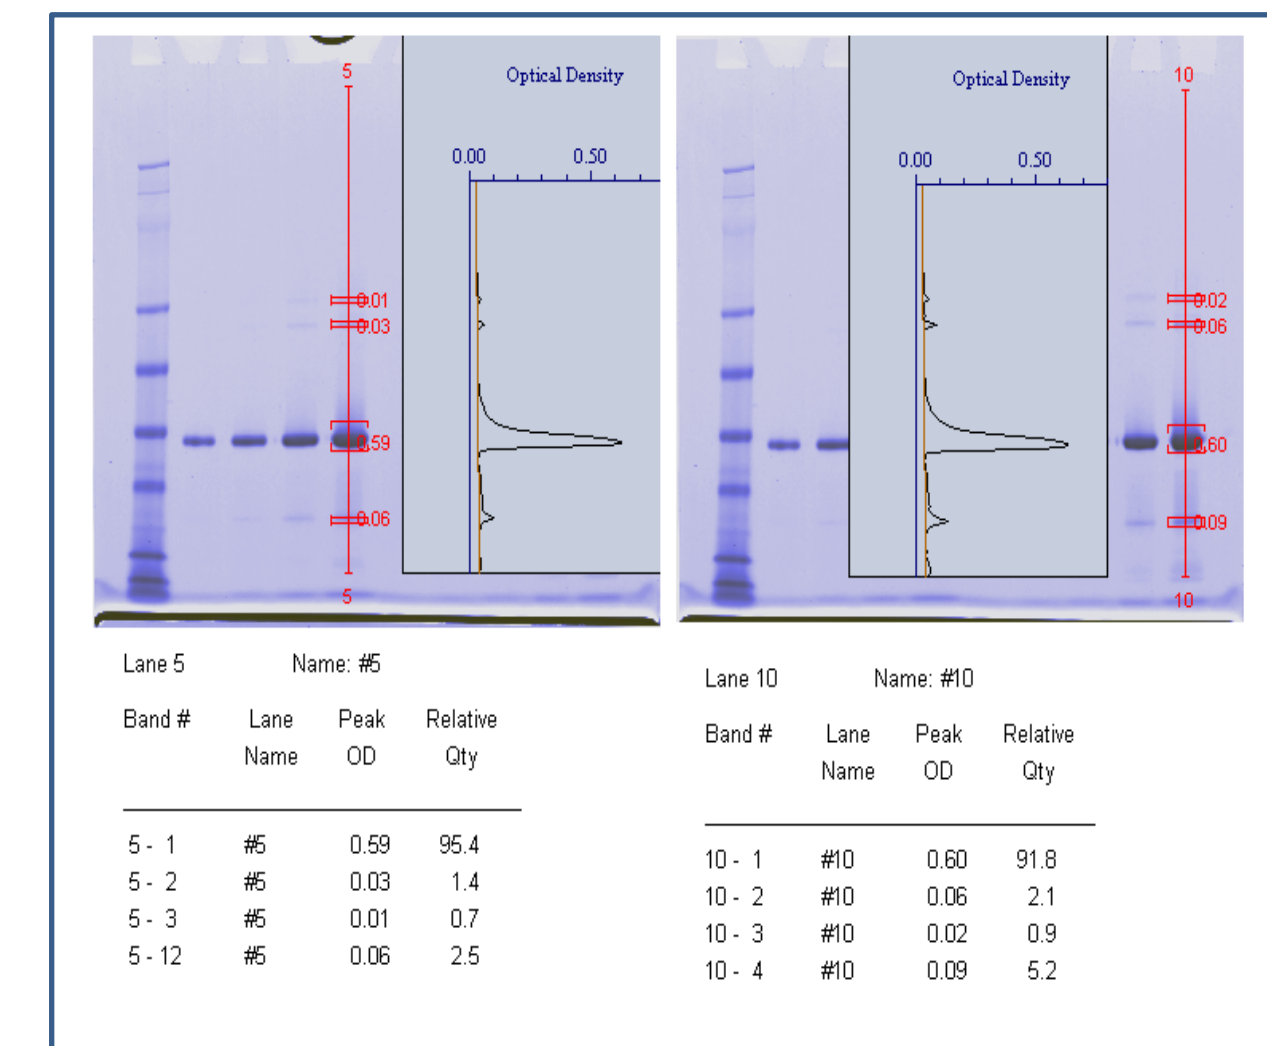 5
Optical Density
0.00 0.50
0.01
0.03
0.59
0.06
5
10
Optical Density
0.00 0.50
0.02
0.06
0.60
0.09
10
Lane 5 Name: #5
Band # Lane Peak Relative
Name OD Qty
5 - 1 #5 0.59 95.4
5 - 2 #5 0.03 1.4
5 - 3 #5 0.01 0.7
5 - 12 #5 0.06 2.5
Lane 10 Name: #10
Band # Lane Peak Relative
Name OD Qty
10 - 1 #10 0.60 91.8
10 - 2 #10 0.06 2.1
10 - 3 #10 0.02 0.9
10 - 4 #10 0.09 5.2